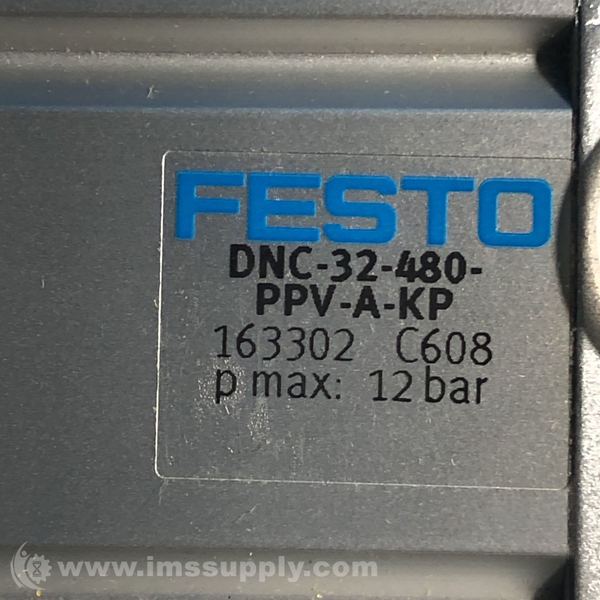 FESTO
DNC-32-480-
PPV-A-KP
163302 C608
p max: 12 bar
www.imssupply.com